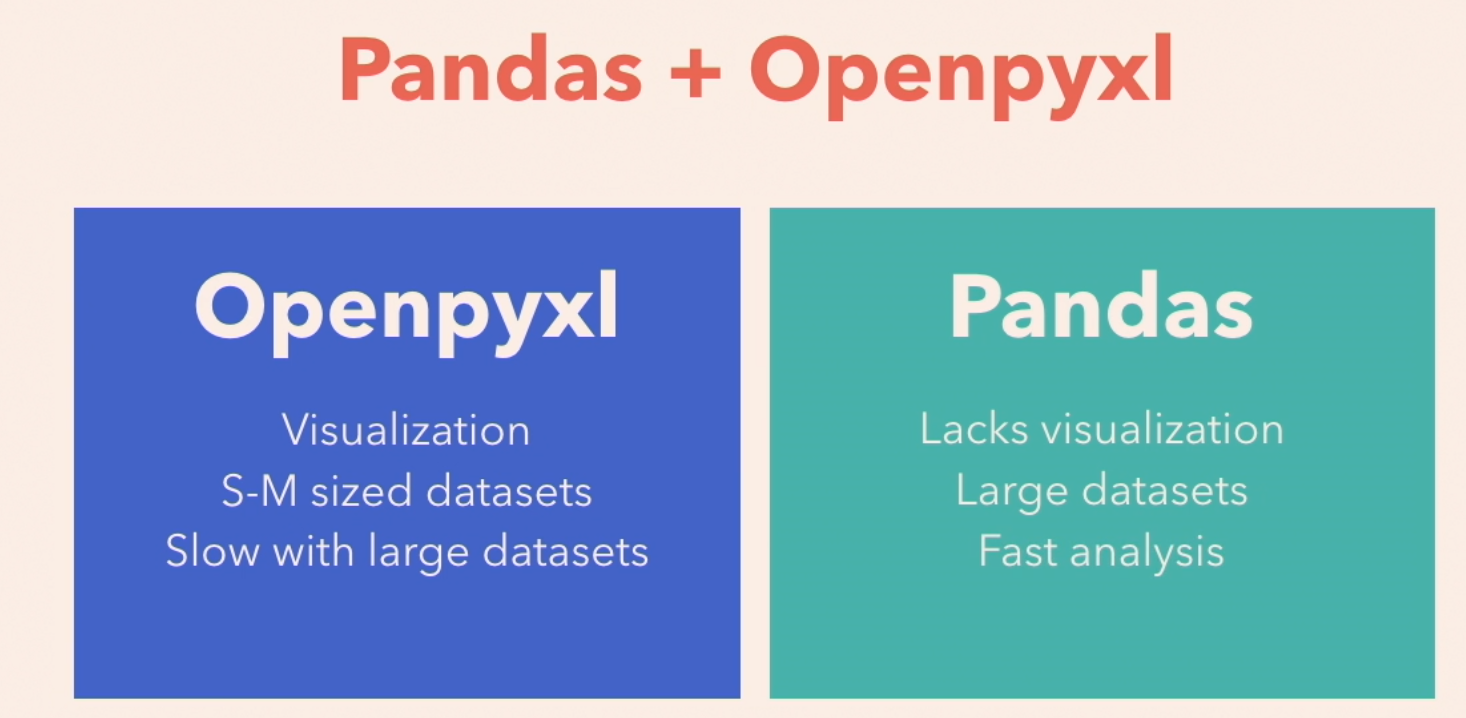 Pandas + Openpyxl
Openpyxl
Visualization
S-M sized datasets
Slow with large datasets
Pandas
Lacks visualization
Large datasets
Fast analysis